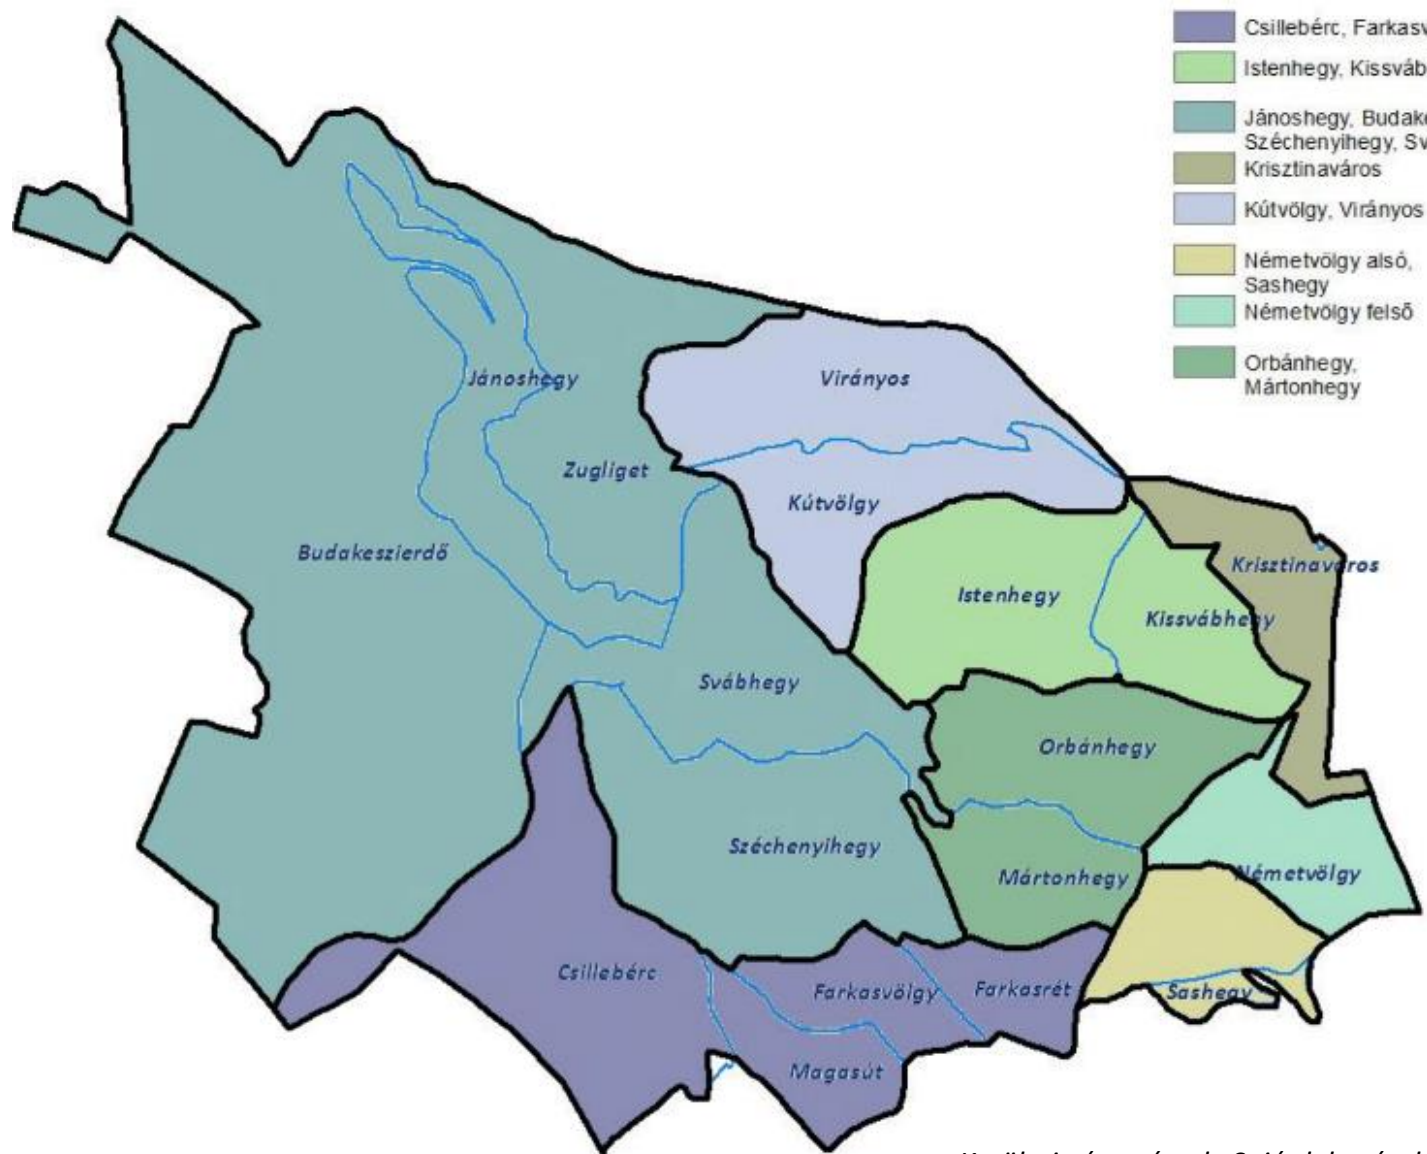 Csillebérc, Farkasv
Istenhegy, Kissváb
Jánoshegy, Budake
Széchenyihegy, Sv
Krisztinaváros
Kútvölgy, Virányos
Németvölgy alsó,
Sashegy
Németvölgy felső
Orbánhegy,
Mártonhegy
Jánoshegy
Virányos
Zugliget
Kútvölgy
Budakeszierdő
Krisztinaváros
Istenhegy
Kissvábhegy
Svábhegy
Orbánhegy
Széchenyihegy
Mártonhegy
Németvölgy
Csillebérc
Farkasvölgy
Farkasrét
Sashegy
Magasút